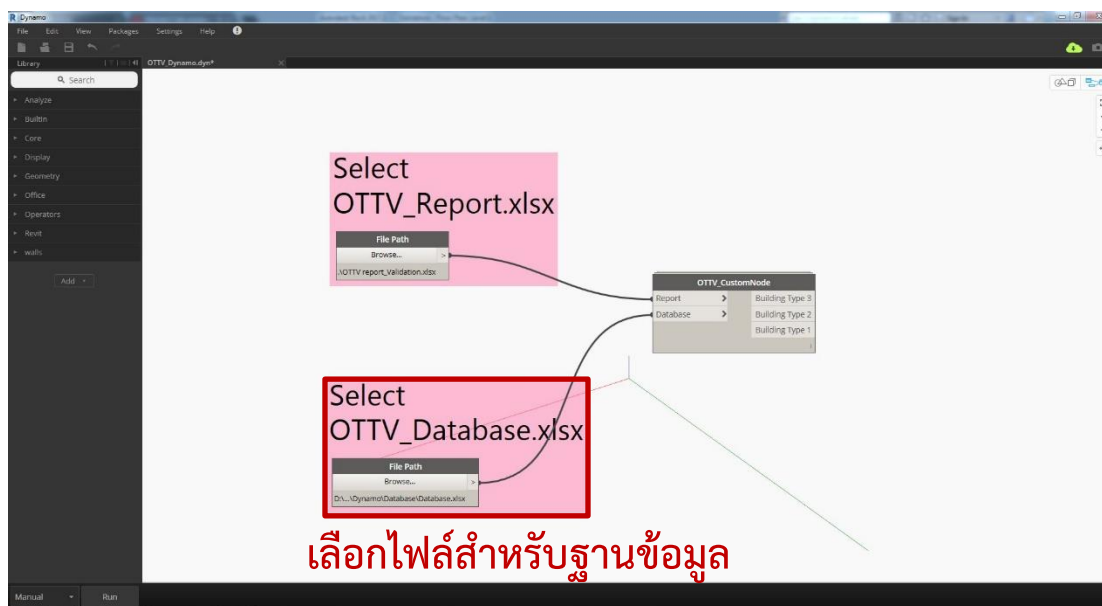 Dynamo
File Edit View Packages Settings Help
Library
OTTV_Dynamo.dyn*
Search
Analyze
Builtin
Core
Display
Geometry
Office
Operators
Revit
walls
Add
Select
OTTV_Report.xlsx
File Path
Browse... >
.\OTTV report_Validation.xlsx
OTTV_CustomNode
Report > Building Type 3
Database > Building Type 2
Building Type 1
Select
OTTV_Database.xlsx
File Path
Browse... >
D:\...\Dynamo\Database\Database.xlsx
เลือกไฟล์สำหรับฐานข้อมูล
Manual Run